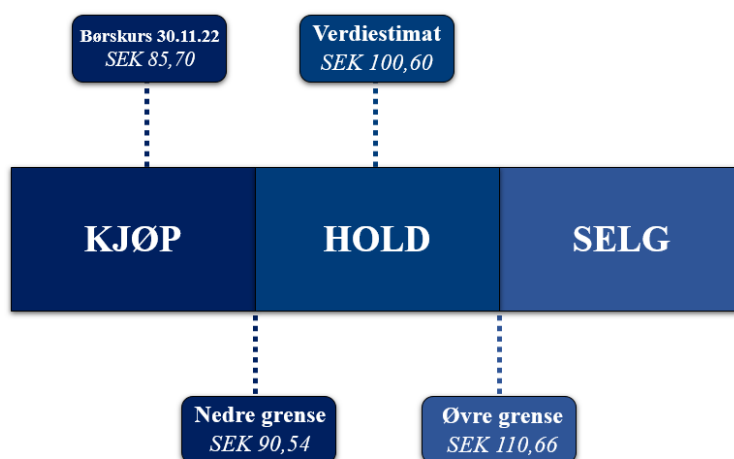 Børskurs 30.11.22
SEK 85,70
Verdiestimat
SEK 100,60
KJØP
HOLD
SELG
Nedre grense
SEK 90,54
Øvre grense
SEK 110,66